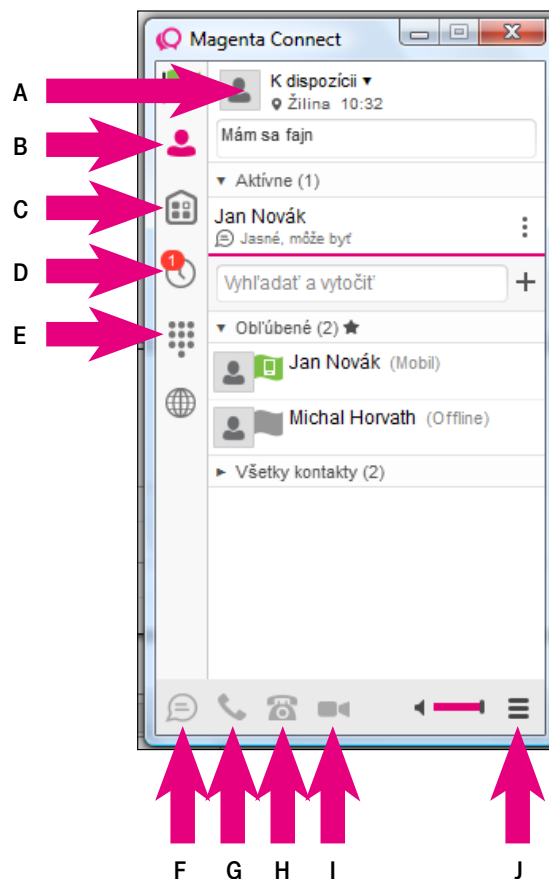 Magenta Connect
A
K dispozícii ▾
Žilina 10:32
B
Mám sa fajn
▾ Aktívne (1)
C
Jan Novák
Jasné, môže byť
D
1
Vyhľadať a vytočiť
E
▾ Obľúbené (2) ★
Jan Novák (Mobil)
Michal Horvath (Offline)
► Všetky kontakty (2)
F G H I J